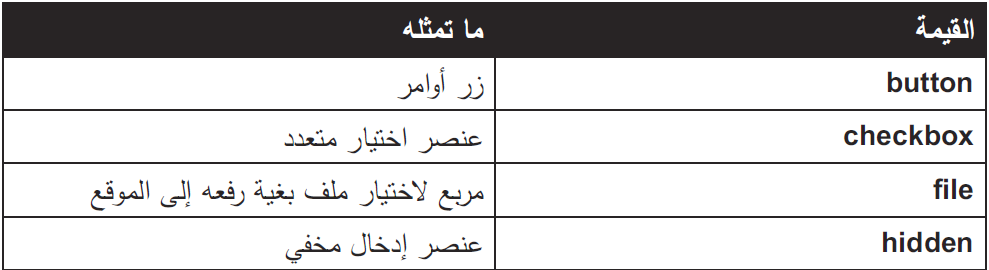 القيمة ما تمثله
button زر أوامر
checkbox عنصر اختيار متعدد
file مربع لاختيار ملف بغية رفعه إلى الموقع
hidden عنصر إدخال مخفي